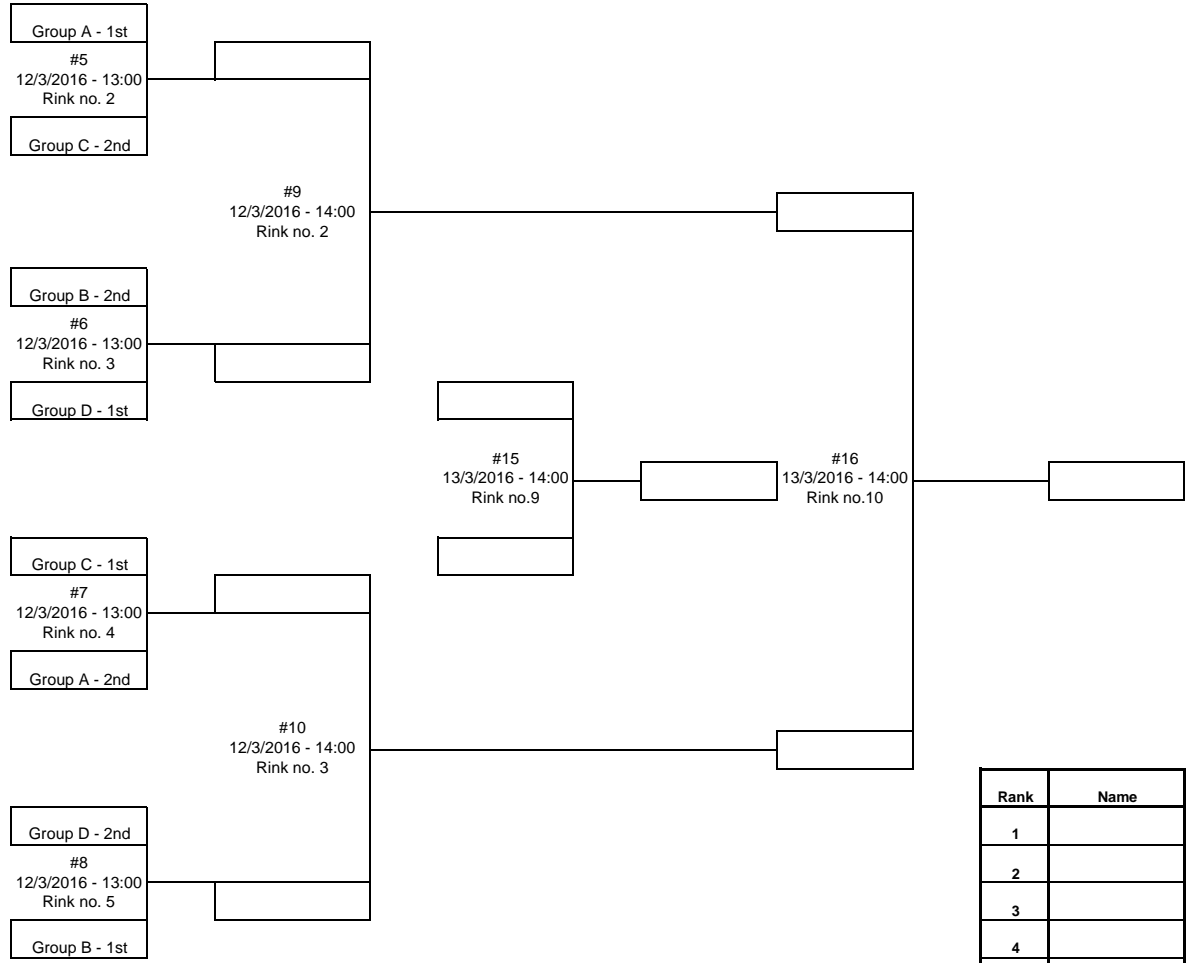 Group A - 1st
#5
12/3/2016 - 13:00
Rink no. 2
Group C - 2nd
#9
12/3/2016 - 14:00
Rink no. 2
Group B - 2nd
#6
12/3/2016 - 13:00
Rink no. 3
Group D - 1st
#15
13/3/2016 - 14:00
Rink no.9
#16
13/3/2016 - 14:00
Rink no.10
Group C - 1st
#7
12/3/2016 - 13:00
Rink no. 4
Group A - 2nd
#10
12/3/2016 - 14:00
Rink no. 3
Group D - 2nd
#8
12/3/2016 - 13:00
Rink no. 5
Group B - 1st
Rank Name
1
2
3
4